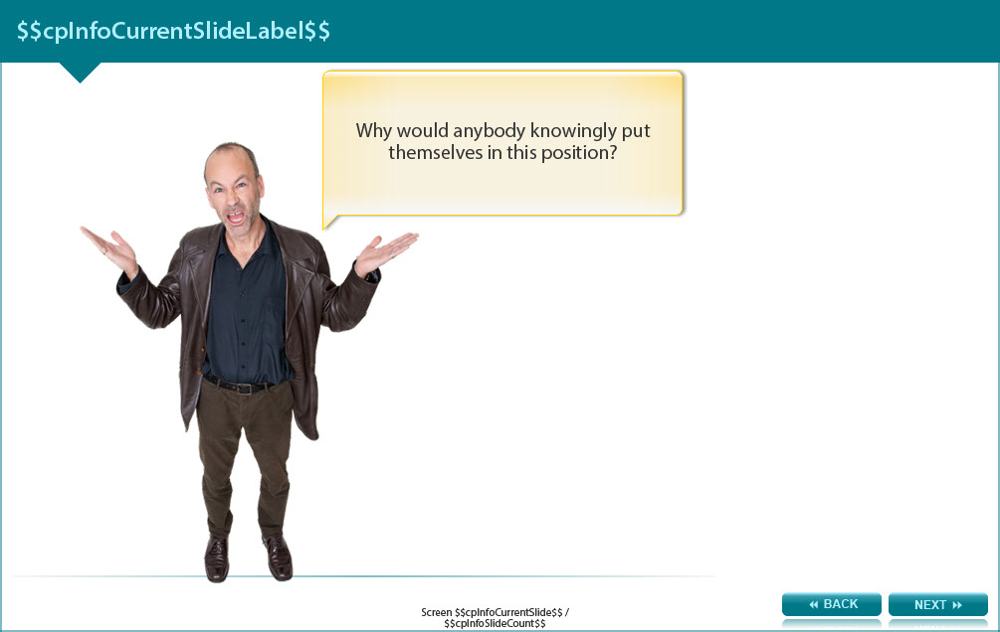 $$cpInfoCurrentSlideLabel$$
Why would anybody knowingly put
themselves in this position?
Screen $$cpInfoCurrentSlide$$ /
$$cpInfoSlideCount$$
BACK
NEXT